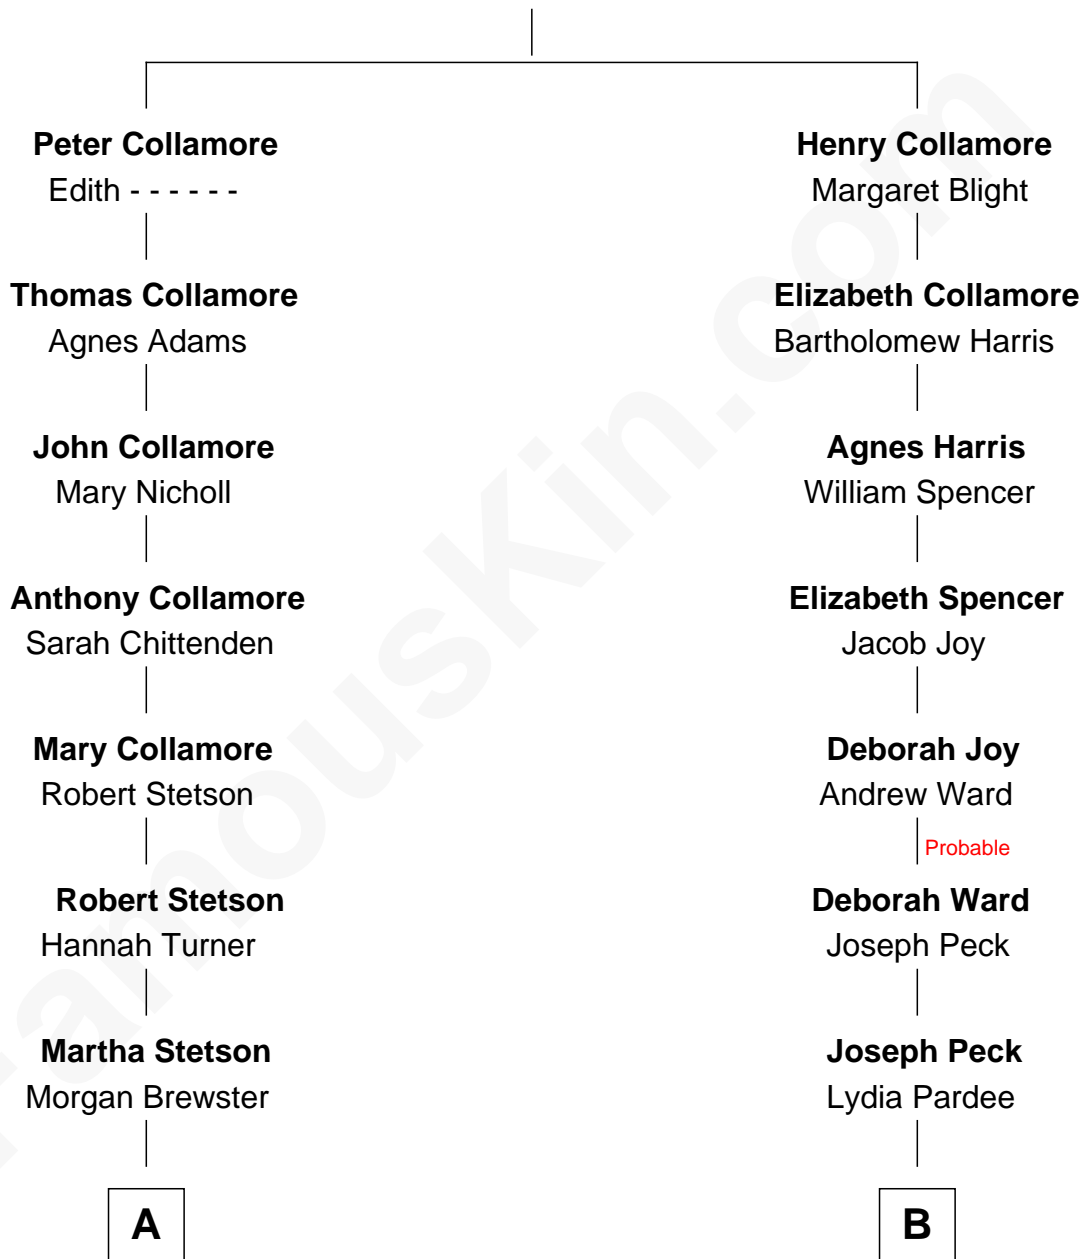 Peter Collamore
Edith - - - - - -
Henry Collamore
Margaret Blight
Thomas Collamore
Agnes Adams
Elizabeth Collamore
Bartholomew Harris
John Collamore
Mary Nicholl
Agnes Harris
William Spencer
Anthony Collamore
Sarah Chittenden
Elizabeth Spencer
Jacob Joy
Mary Collamore
Robert Stetson
Deborah Joy
Andrew Ward
Probable
Robert Stetson
Hannah Turner
Deborah Ward
Joseph Peck
Martha Stetson
Morgan Brewster
Joseph Peck
Lydia Pardee
A
B
FamousKin.com